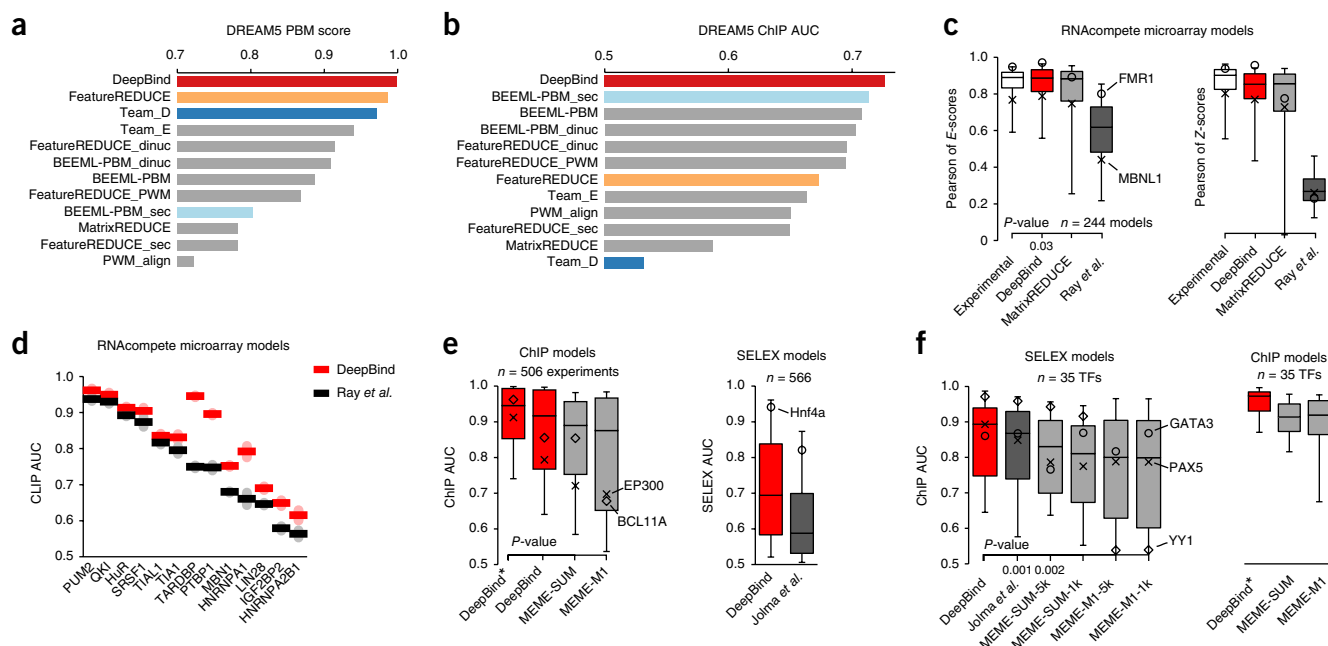 a
DREAM5 PBM score
0.7 0.8 0.9 1.0
DeepBind
FeatureREDUCE
Team_D
Team_E
FeatureREDUCE_dinuc
BEEML-PBM_dinuc
BEEML-PBM
FeatureREDUCE_PWM
BEEML-PBM_sec
MatrixREDUCE
FeatureREDUCE_sec
PWM_align
b
DREAM5 ChIP AUC
0.5 0.6 0.7
DeepBind
BEEML-PBM_sec
BEEML-PBM
BEEML-PBM_dinuc
FeatureREDUCE_dinuc
FeatureREDUCE_PWM
FeatureREDUCE
Team_E
PWM_align
FeatureREDUCE_sec
MatrixREDUCE
Team_D
c
RNAcompete microarray models
Pearson of E-scores
1.0
0.8
0.6
0.4
0.2
0
FMR1
MBNL1
P-value
n = 244 models
0.03
Experimental
DeepBind
MatrixREDUCE
Ray et al.
Pearson of Z-scores
Experimental
DeepBind
MatrixREDUCE
Ray et al.
d
RNAcompete microarray models
DeepBind
Ray et al.
CLIP AUC
1.0
0.9
0.8
0.7
0.6
0.5
PUM2
QKI
HuR
SRSF1
TIAL1
TIA1
TARDBP
PTBP1
MBN1
HNRNPA1
LIN28
IGF2BP2
HNRNPA2B1
e
ChIP models
n = 506 experiments
ChIP AUC
1.0
0.9
0.8
0.7
0.6
0.5
EP300
BCL11A
P-value
DeepBind*
DeepBind
MEME-SUM
MEME-M1
SELEX models
n = 566
SELEX AUC
1.0
0.9
0.8
0.7
0.6
0.5
Hnf4a
DeepBind
Jolma et al.
f
SELEX models
n = 35 TFs
ChIP AUC
1.0
0.9
0.8
0.7
0.6
0.5
GATA3
PAX5
YY1
P-value
0.001 0.002
DeepBind
Jolma et al.
MEME-SUM-5k
MEME-SUM-1k
MEME-M1-5k
MEME-M1-1k
ChIP models
n = 35 TFs
DeepBind*
MEME-SUM
MEME-M1